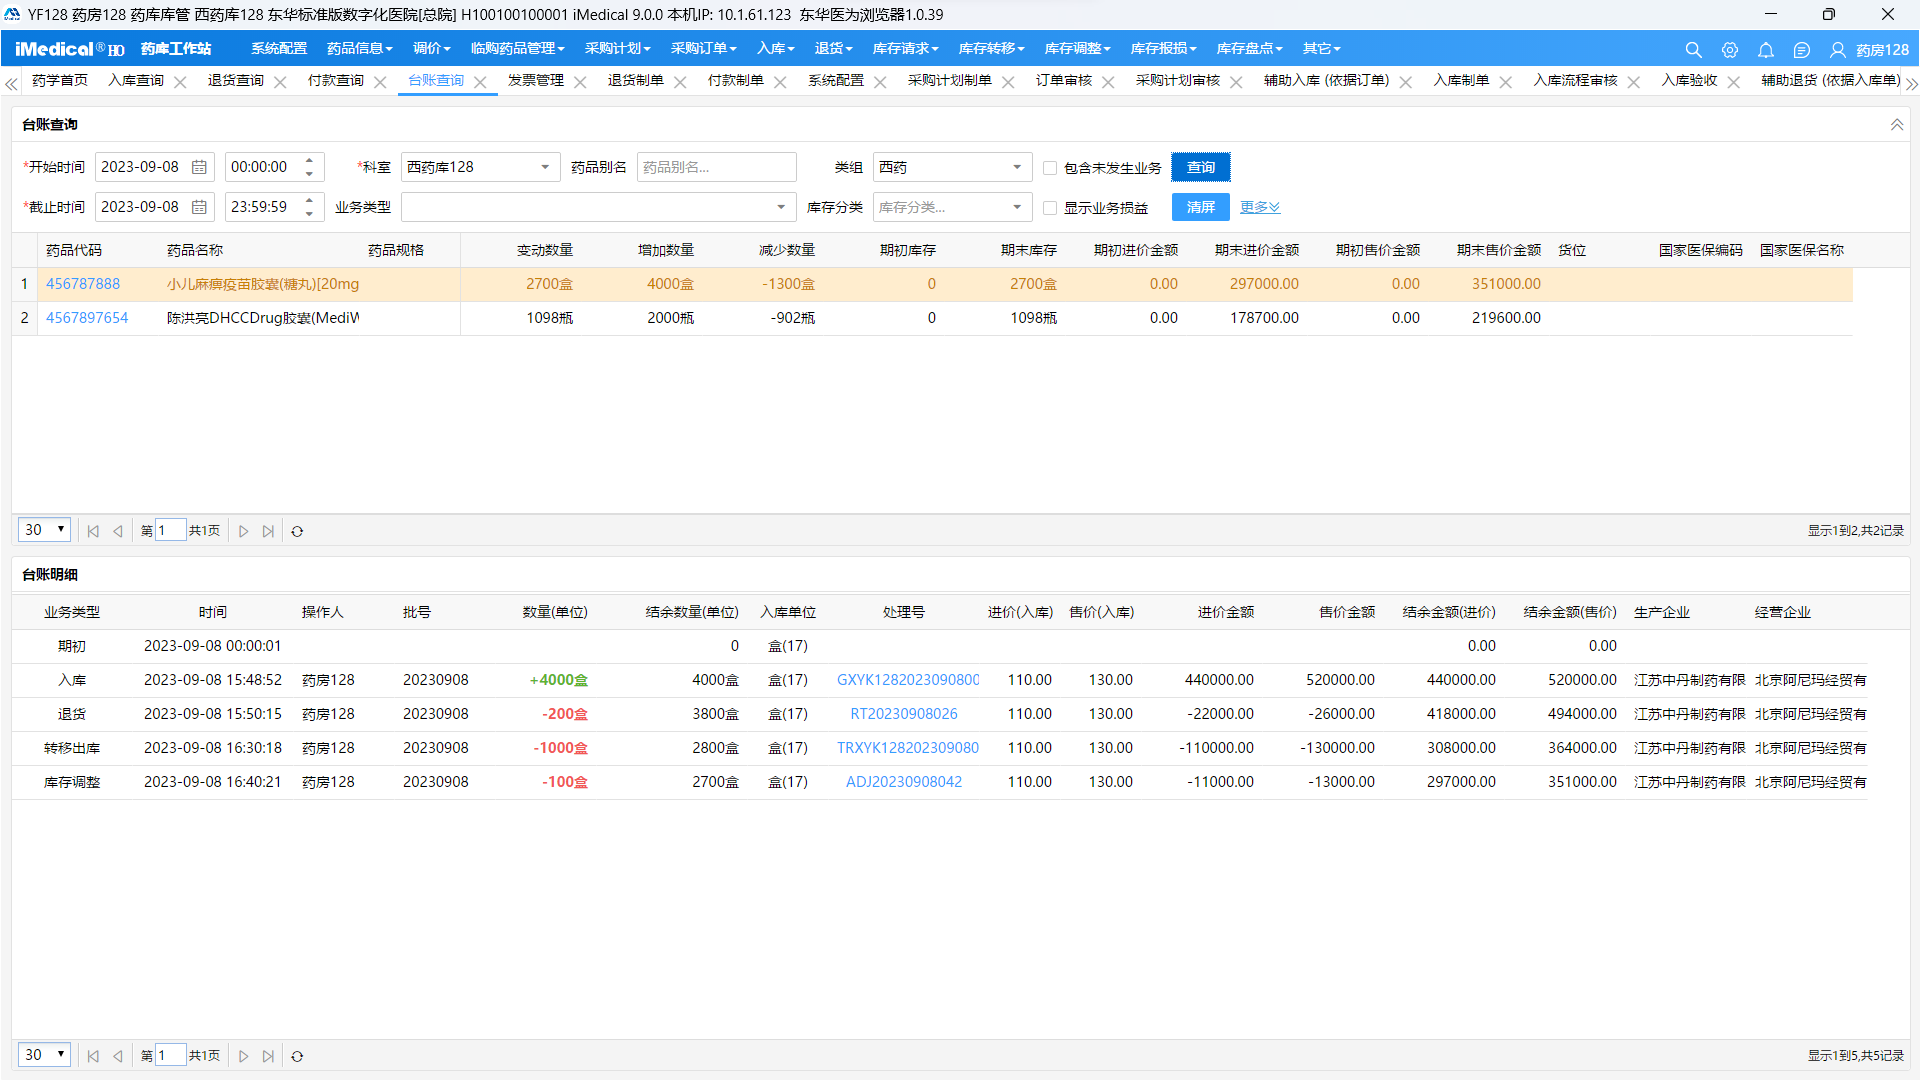 YF128 药房128 药库库管 西药库128 东华标准版数字化医院[总院] H100100100001 iMedical 9.0.0 本机IP: 10.1.61.123 东华医为浏览器1.0.39
iMedical® HO 药库工作站 系统配置 药品信息 调价 临购药品管理 采购计划 采购订单 入库 退货 库存请求 库存转移 库存调整 库存报损 库存盘点 其它 药房128
药学首页 入库查询 退货查询 付款查询 台账查询 发票管理 退货制单 付款制单 系统配置 采购计划制单 订单审核 采购计划审核 辅助入库 (依据订单) 入库制单 入库流程审核 入库验收 辅助退货 (依据入库单)
台账查询
*开始时间 2023-09-08 00:00:00 *科室 西药库128 药品别名 药品别名... 类组 西药 包含未发生业务 查询
*截止时间 2023-09-08 23:59:59 业务类型 库存分类 库存分类... 显示业务损益 清屏 更多
药品代码 药品名称 药品规格 变动数量 增加数量 减少数量 期初库存 期末库存 期初进价金额 期末进价金额 期初售价金额 期末售价金额 货位 国家医保编码 国家医保名称
1 456787888 小儿麻痹疫苗胶囊(糖丸)[20mg 2700盒 4000盒 -1300盒 0 2700盒 0.00 297000.00 0.00 351000.00
2 4567897654 陈洪亮DHCCDrug胶囊(MediW 1098瓶 2000瓶 -902瓶 0 1098瓶 0.00 178700.00 0.00 219600.00
30 第 1 共1页 显示1到2,共2记录
台账明细
业务类型 时间 操作人 批号 数量(单位) 结余数量(单位) 入库单位 处理号 进价(入库) 售价(入库) 进价金额 售价金额 结余金额(进价) 结余金额(售价) 生产企业 经营企业
期初 2023-09-08 00:00:01 0 盒(17) 0.00 0.00
入库 2023-09-08 15:48:52 药房128 20230908 +4000盒 4000盒 盒(17) GXYK1282023090800 110.00 130.00 440000.00 520000.00 440000.00 520000.00 江苏中丹制药有限 北京阿尼玛经贸有
退货 2023-09-08 15:50:15 药房128 20230908 -200盒 3800盒 盒(17) RT20230908026 110.00 130.00 -22000.00 -26000.00 418000.00 494000.00 江苏中丹制药有限 北京阿尼玛经贸有
转移出库 2023-09-08 16:30:18 药房128 20230908 -1000盒 2800盒 盒(17) TRXYK128202309080 110.00 130.00 -110000.00 -130000.00 308000.00 364000.00 江苏中丹制药有限 北京阿尼玛经贸有
库存调整 2023-09-08 16:40:21 药房128 20230908 -100盒 2700盒 盒(17) ADJ20230908042 110.00 130.00 -11000.00 -13000.00 297000.00 351000.00 江苏中丹制药有限 北京阿尼玛经贸有
30 第 1 共1页 显示1到5,共5记录